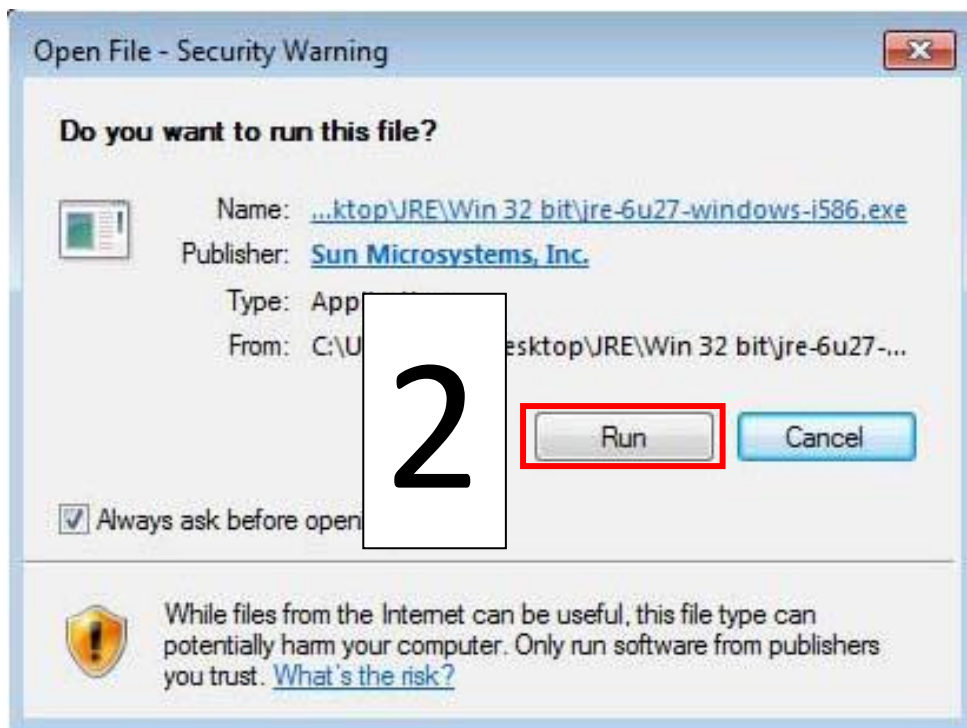 Open File - Security Warning
Do you want to run this file?
Name: ...ktop\JRE\Win 32 bit\jre-6u27-windows-i586.exe
Publisher: Sun Microsystems, Inc.
Type:
From: C:\U esktop\JRE\Win 32 bit\jre-6u27-...
2
Run Cancel
Always ask before open
While files from the Internet can be useful, this file type can
potentially harm your computer. Only run software from publishers
you trust. What's the risk?